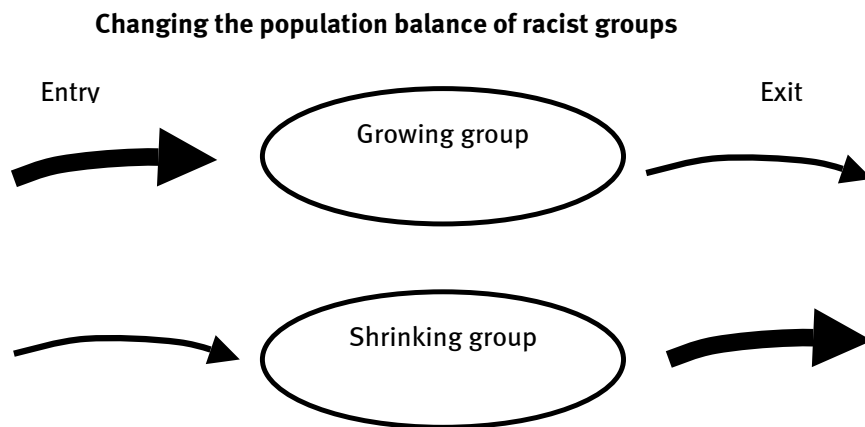 Changing the population balance of racist groups
Entry
Exit
Growing group
Shrinking group